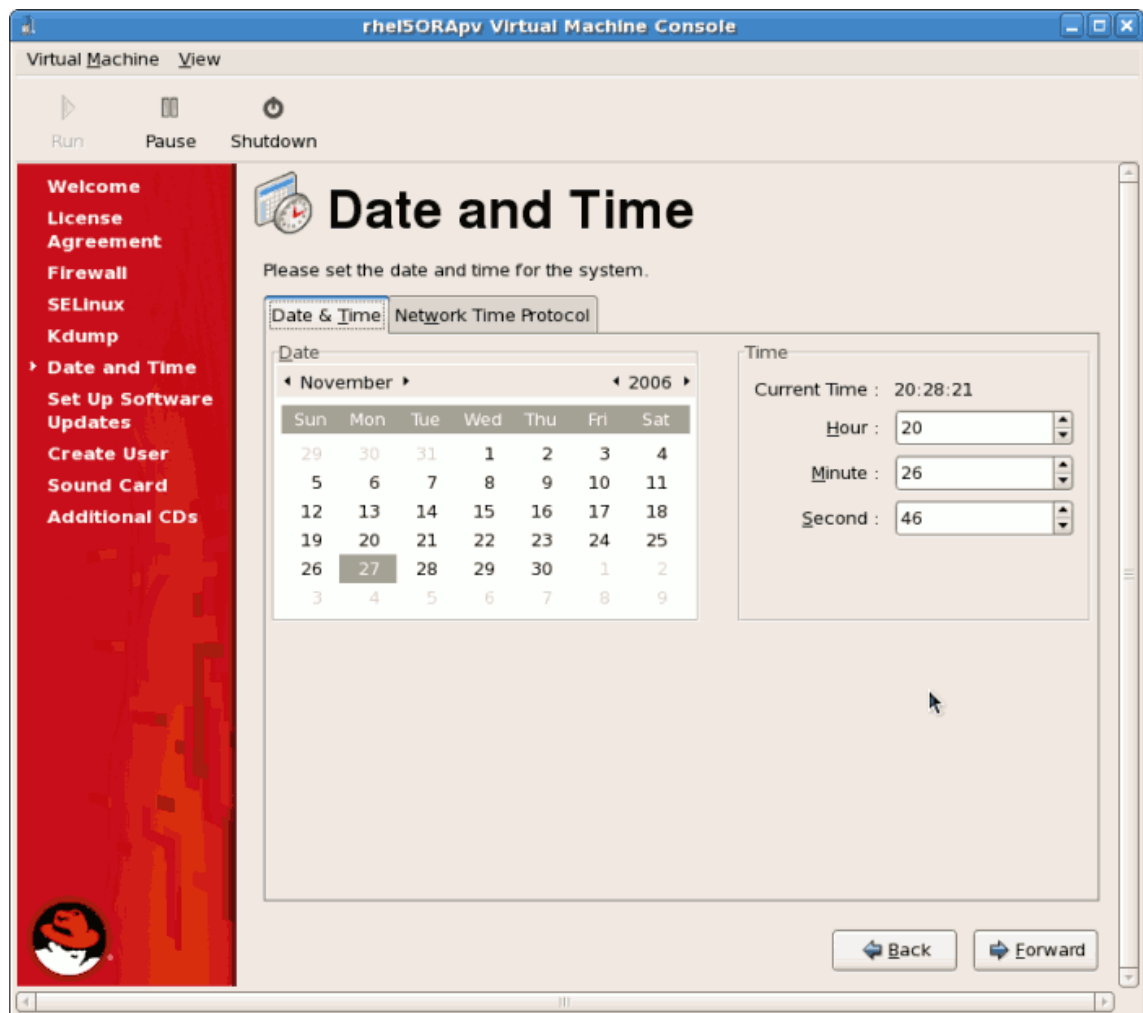 rhel5ORApv Virtual Machine Console
Virtual Machine View
Run Pause Shutdown
Welcome
License
Agreement
Firewall
SELinux
Kdump
Date and Time
Set Up Software
Updates
Create User
Sound Card
Additional CDs
Date and Time
Please set the date and time for the system.
Date & Time Network Time Protocol
Date
November 2006
Sun Mon Tue Wed Thu Fri Sat
29 30 31 1 2 3 4
5 6 7 8 9 10 11
12 13 14 15 16 17 18
19 20 21 22 23 24 25
26 27 28 29 30 1 2
3 4 5 6 7 8 9
Time
Current Time : 20:28:21
Hour : 20
Minute : 26
Second : 46
Back Forward